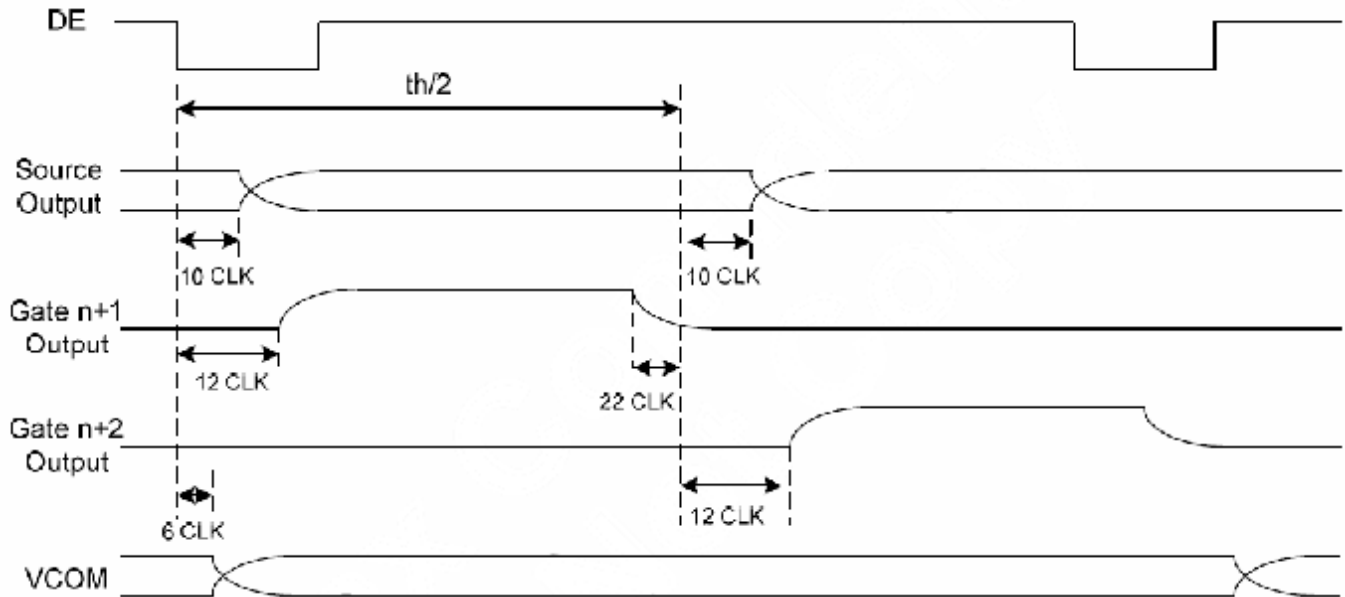 DE
th/2
Source
Output
10 CLK
10 CLK
Gate n+1
Output
12 CLK
22 CLK
Gate n+2
Output
12 CLK
6 CLK
VCOM